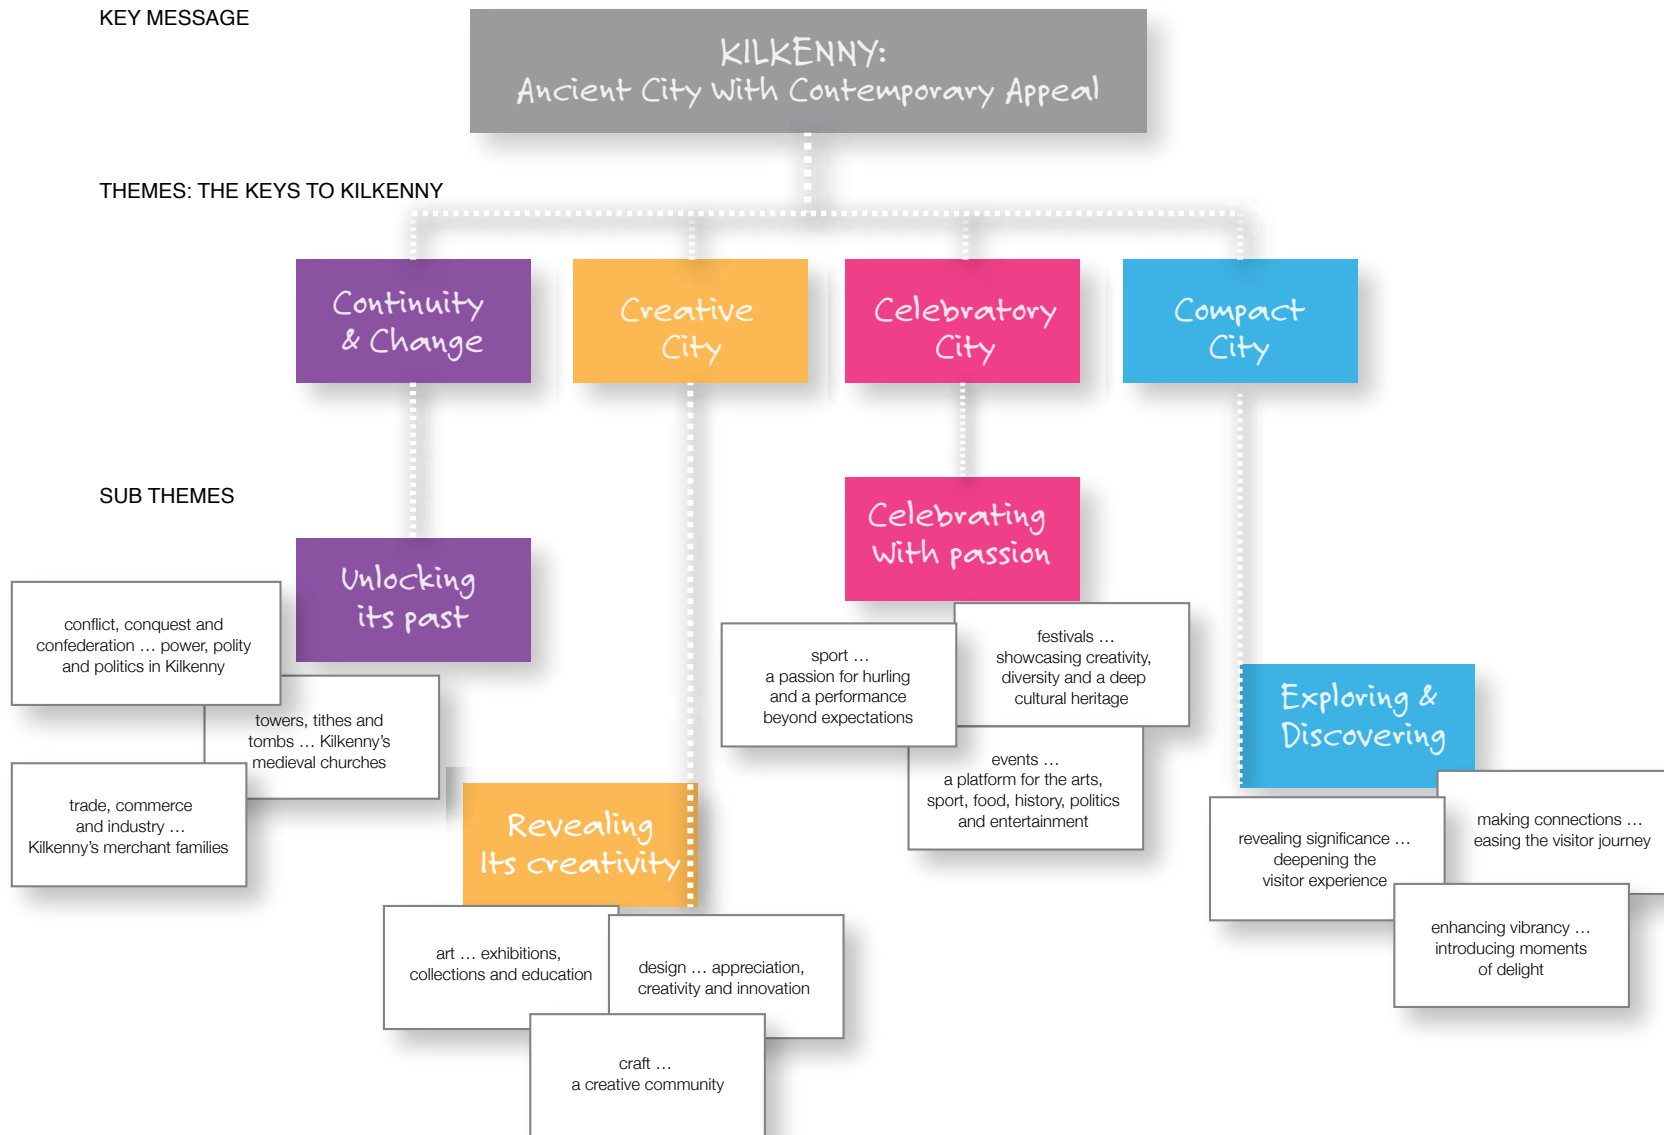 KEY MESSAGE
KILKENNY:
Ancient City With Contemporary Appeal
THEMES: THE KEYS TO KILKENNY
Continuity
& Change
Creative
City
Celebratory
City
Compact
City
SUB THEMES
Unlocking
its past
conflict, conquest and
confederation … power, polity
and politics in Kilkenny
towers, tithes and
tombs … Kilkenny’s
medieval churches
trade, commerce
and industry …
Kilkenny’s merchant families
Revealing
Its creativity
art … exhibitions,
collections and education
design … appreciation,
creativity and innovation
craft …
a creative community
Celebrating
With passion
sport …
a passion for hurling
and a performance
beyond expectations
festivals …
showcasing creativity,
diversity and a deep
cultural heritage
events …
a platform for the arts,
sport, food, history, politics
and entertainment
Exploring &
Discovering
revealing significance …
deepening the
visitor experience
making connections …
easing the visitor journey
enhancing vibrancy …
introducing moments
of delight